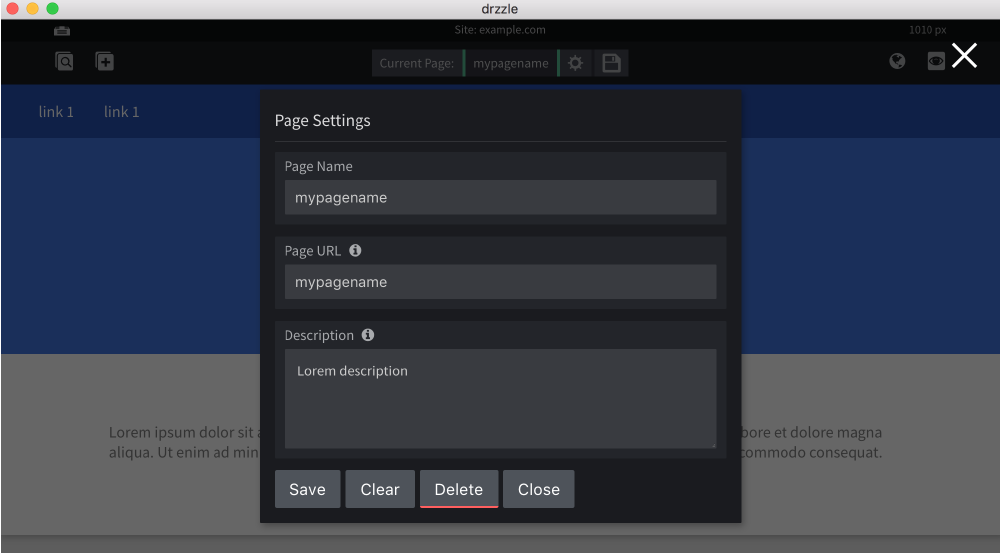 drzzle
Site: example.com
1010 px
Current Page: mypagename
link 1 link 1
Page Settings
Page Name
mypagename
Page URL
mypagename
Description
Lorem description
Lorem ipsum dolor sit bore et dolore magna
aliqua. Ut enim ad min commodo consequat.
Save Clear Delete Close